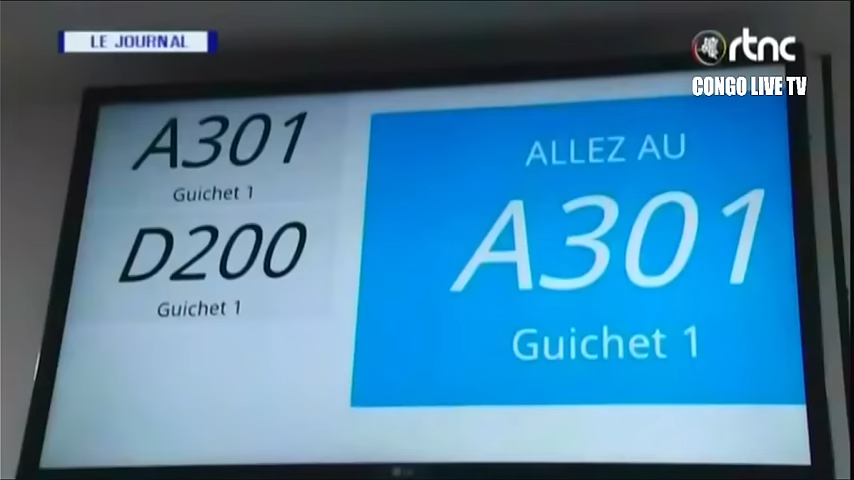 LE JOURNAL
rtnc
CONGO LIVE TV
A301
Guichet 1
D200
Guichet 1
ALLEZ AU
A301
Guichet 1
LG